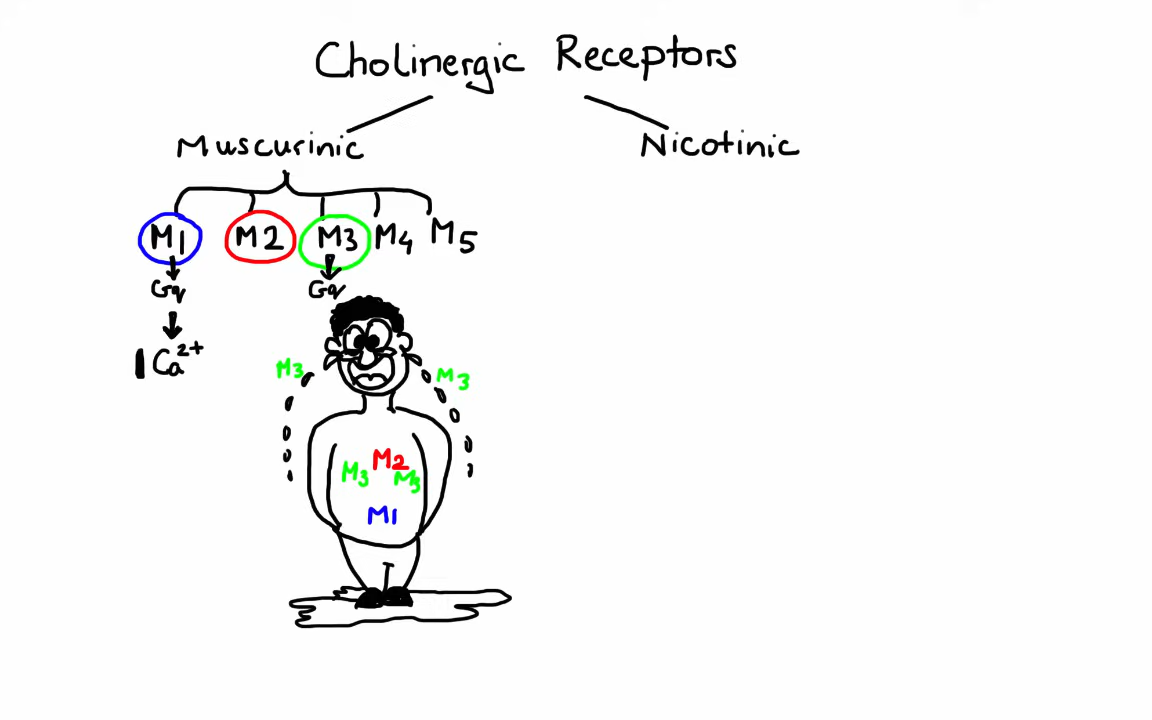 Cholinergic Receptors
Muscurinic
Nicotinic
M1 M2 M3 M4 M5
Gq
Gq
Ca2+
M3
M3
M2
M3
M3
M1